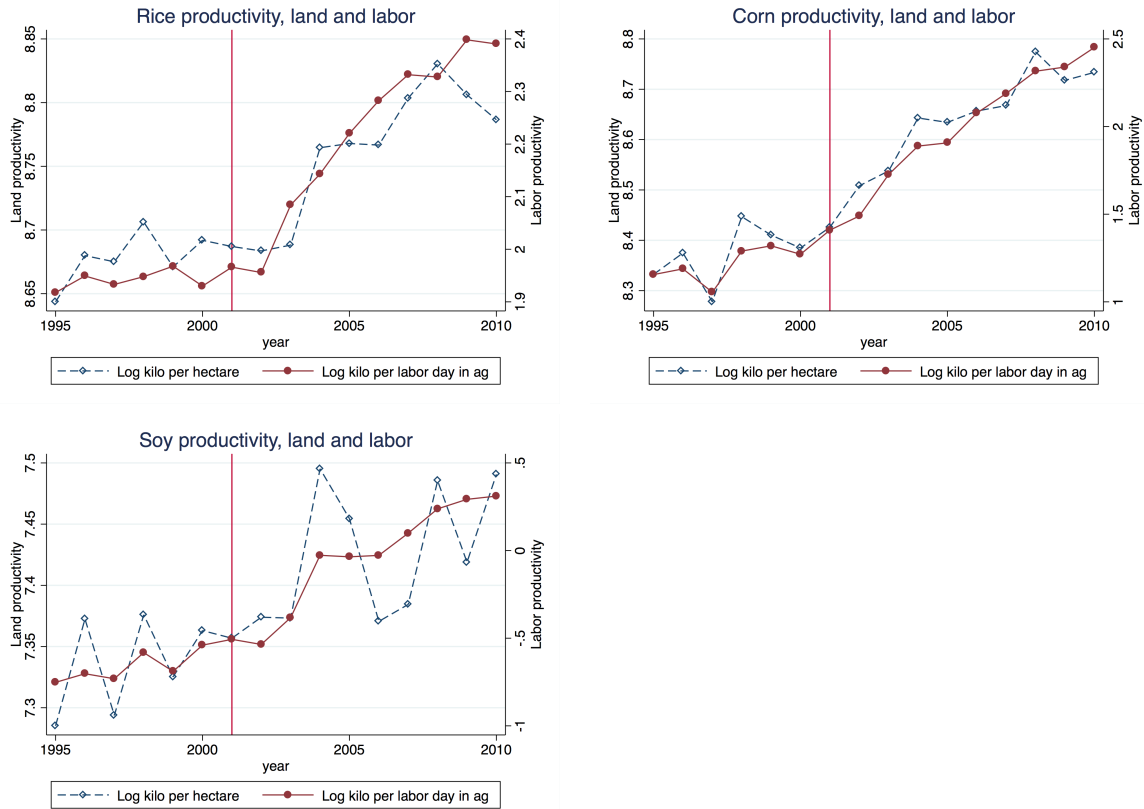 Rice productivity, land and labor
Land productivity
8.85
8.8
8.75
8.7
8.65
2.4
2.3
2.2
2.1
2
1.9
Labor productivity
1995 2000 2005 2010
year
Log kilo per hectare Log kilo per labor day in ag
Corn productivity, land and labor
Land productivity
8.8
8.7
8.6
8.5
8.4
8.3
2.5
2
1.5
1
Labor productivity
1995 2000 2005 2010
year
Log kilo per hectare Log kilo per labor day in ag
Soy productivity, land and labor
Land productivity
7.5
7.45
7.4
7.35
7.3
.5
0
-.5
-1
Labor productivity
1995 2000 2005 2010
year
Log kilo per hectare Log kilo per labor day in ag